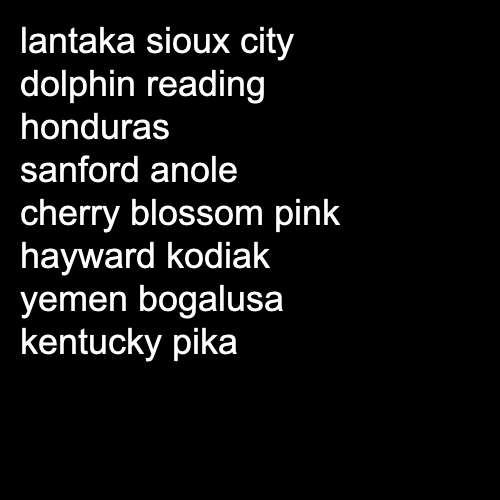 lantaka sioux city
dolphin reading
honduras
sanford anole
cherry blossom pink
hayward kodiak
yemen bogalusa
kentucky pika